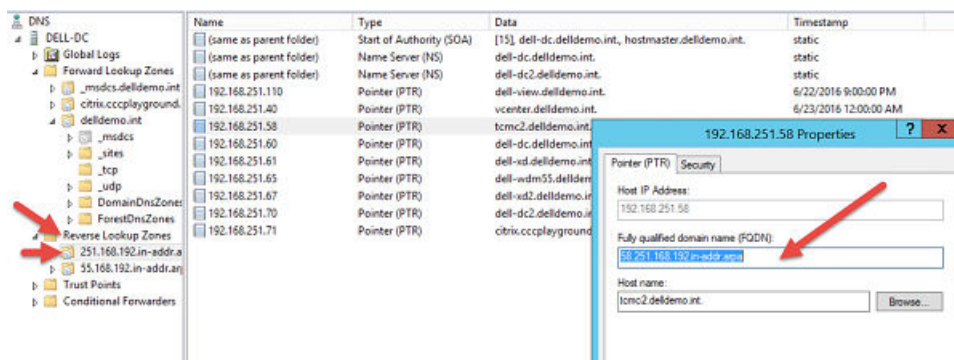 DNS
DELL-DC
Global Logs
Forward Lookup Zones
_msdcs.delldemo.int
citrix.cccplayground.
delldemo.int
_msdcs
_sites
_tcp
_udp
DomainDnsZones
ForestDnsZones
Reverse Lookup Zones
251.168.192.in-addr.a
55.168.192.in-addr.arp
Trust Points
Conditional Forwarders
Name Type Data Timestamp
(same as parent folder) Start of Authority (SOA) [15], dell-dc.delldemo.int., hostmaster.delldemo.int. static
(same as parent folder) Name Server (NS) dell-dc.delldemo.int. static
(same as parent folder) Name Server (NS) dell-dc2.delldemo.int. static
192.168.251.110 Pointer (PTR) dell-view.delldemo.int. 6/22/2016 9:00:00 PM
192.168.251.40 Pointer (PTR) vcenter.delldemo.int. 6/23/2016 12:00:00 AM
192.168.251.58 Pointer (PTR) tcmc2.delldemo.int.
192.168.251.60 Pointer (PTR) dell-dc.delldemo.int
192.168.251.61 Pointer (PTR) dell-xd.delldemo.int
192.168.251.65 Pointer (PTR) dell-wdm55.delldem
192.168.251.67 Pointer (PTR) dell-xd2.delldemo.in
192.168.251.70 Pointer (PTR) dell-dc2.delldemo.ir
192.168.251.71 Pointer (PTR) citrix.cccplayground
192.168.251.58 Properties ? x
Pointer (PTR) Security
Host IP Address:
192.168.251.58
Fully qualified domain name (FQDN):
58.251.168.192.in-addr.arpa
Host name:
tcmc2.delldemo.int. Browse...